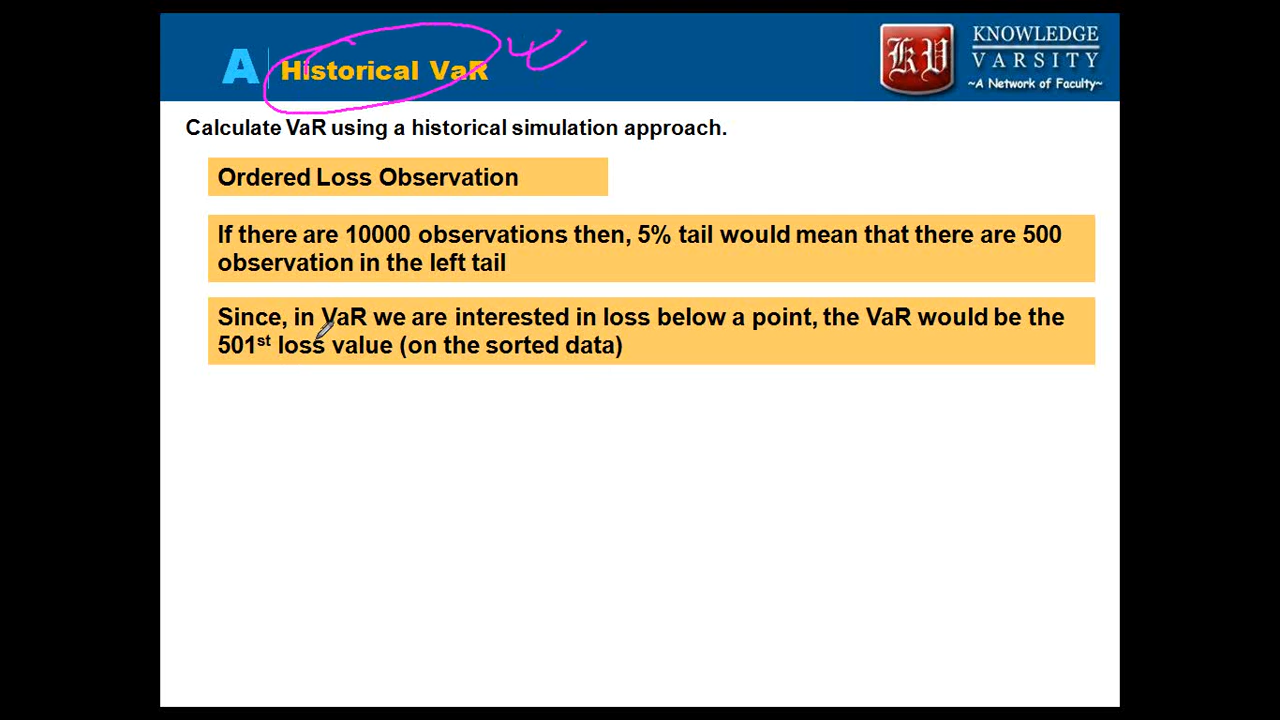 A Historical VaR
KV KNOWLEDGE
VARSITY
~A Network of Faculty~
Calculate VaR using a historical simulation approach.
Ordered Loss Observation
If there are 10000 observations then, 5% tail would mean that there are 500
observation in the left tail
Since, in VaR we are interested in loss below a point, the VaR would be the
501st loss value (on the sorted data)